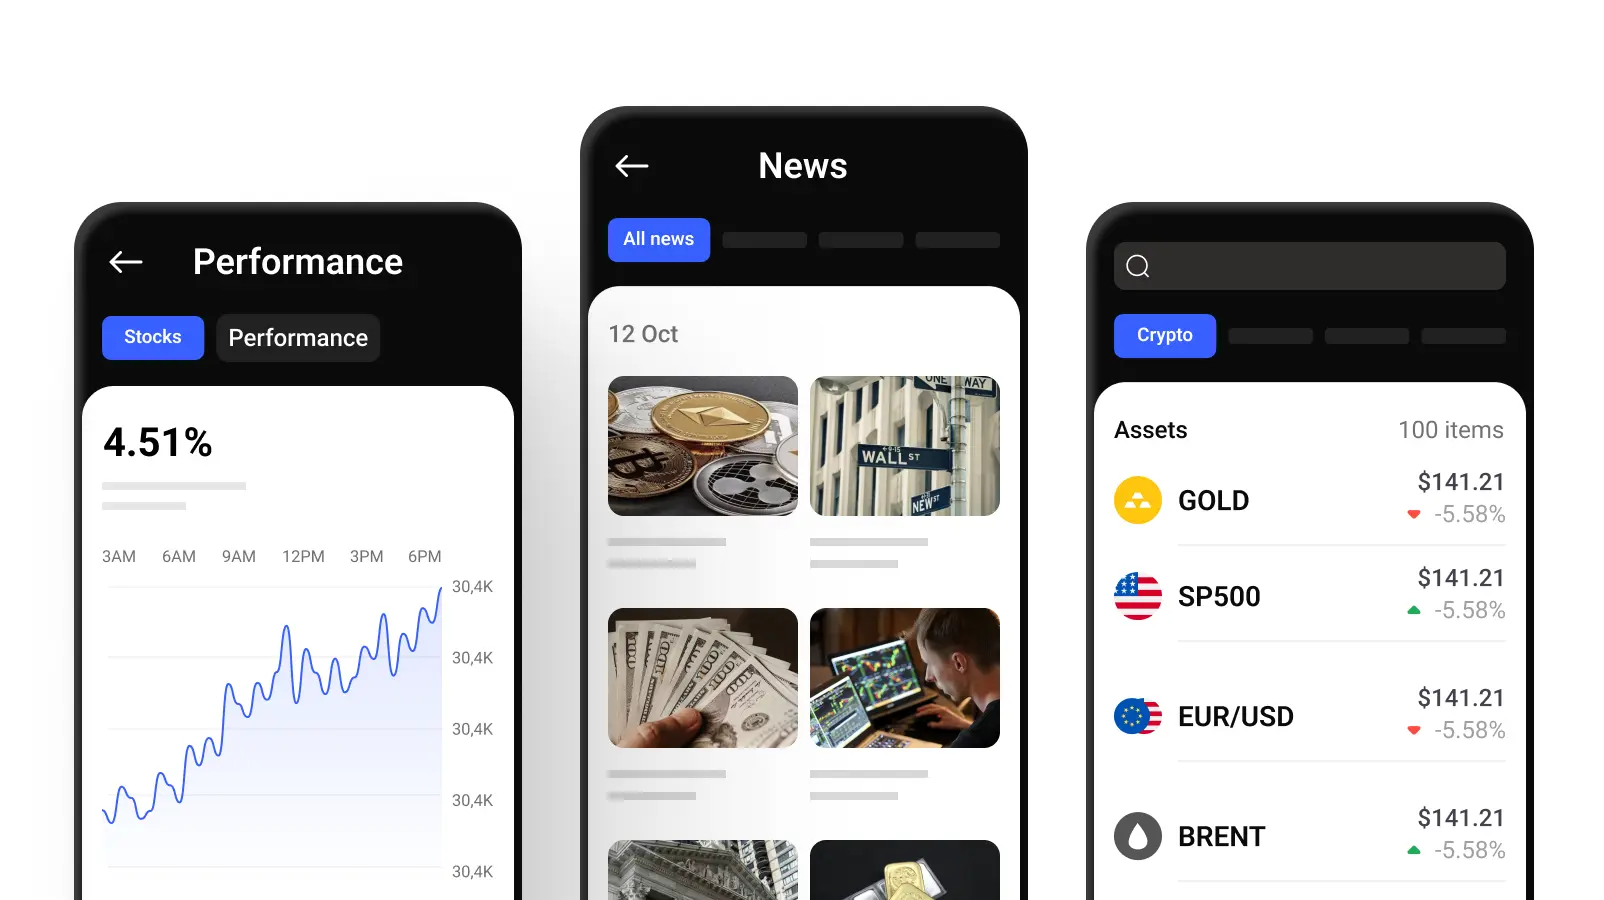 Performance
Stocks
Performance
4.51%
3AM 6AM 9AM 12PM 3PM 6PM
30,4K
30,4K
30,4K
30,4K
30,4K
News
All news
12 Oct
ONE WAY
WALL ST
NEW ST
100
100
100
Crypto
Assets 100 items
GOLD $141.21
-5.58%
SP500 $141.21
-5.58%
EUR/USD $141.21
-5.58%
BRENT $141.21
-5.58%